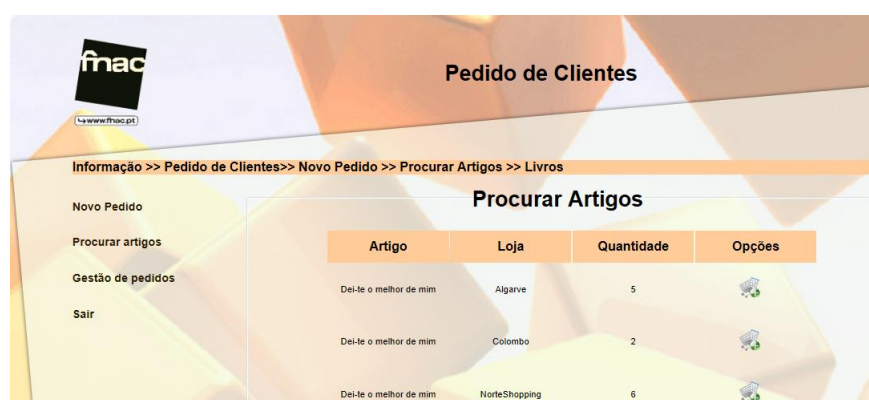 fnac
www.fnac.pt
Pedido de Clientes
Informação >> Pedido de Clientes>> Novo Pedido >> Procurar Artigos >> Livros
Novo Pedido
Procurar artigos
Gestão de pedidos
Sair
Procurar Artigos
Artigo Loja Quantidade Opções
Dei-te o melhor de mim Algarve 5
Dei-te o melhor de mim Colombo 2
Dei-te o melhor de mim NorteShopping 6